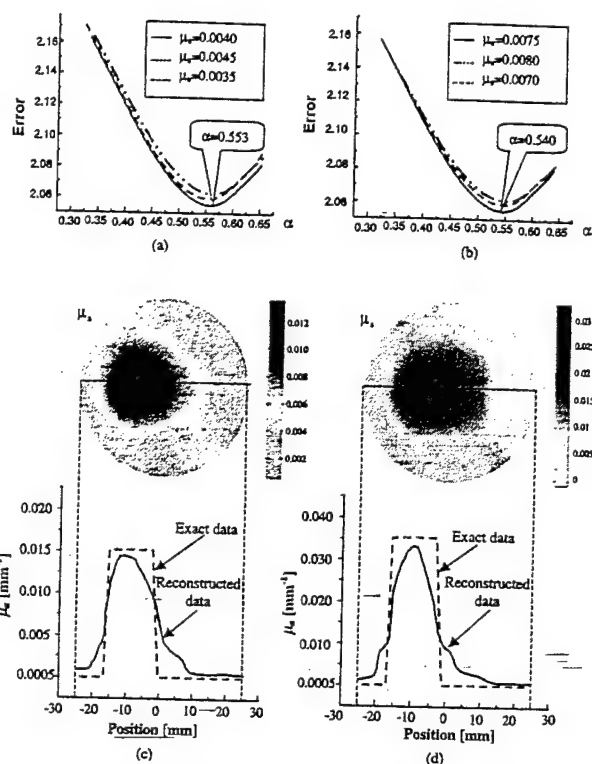 2.16
2.14
2.12
2.10
2.08
2.06
Error
μₐ=0.0040
μₐ=0.0045
μₐ=0.0035
α=0.553
0.30 0.35 0.40 0.45 0.50 0.55 0.60 0.65 α
(a)
2.16
2.14
2.12
2.10
2.08
2.06
Error
μₐ=0.0075
μₐ=0.0080
μₐ=0.0070
α=0.540
0.30 0.35 0.40 0.45 0.50 0.55 0.60 0.65 α
(b)
μₐ
0.012
0.010
0.008
0.006
0.004
0.002
μₐ
0.03
0.02
0.02
0.01
0.01
0.005
0
0.020
0.015
0.005
0.0005
μₐ [mm⁻¹]
Exact data
Reconstructed
data
-30 -20 -10 0 10 20 30
Position [mm]
(c)
0.040
0.030
0.020
0.010
0.0005
μₐ [mm⁻¹]
Exact data
Reconstructed
data
-30 -20 -10 0 10 20 30
Position [mm]
(d)